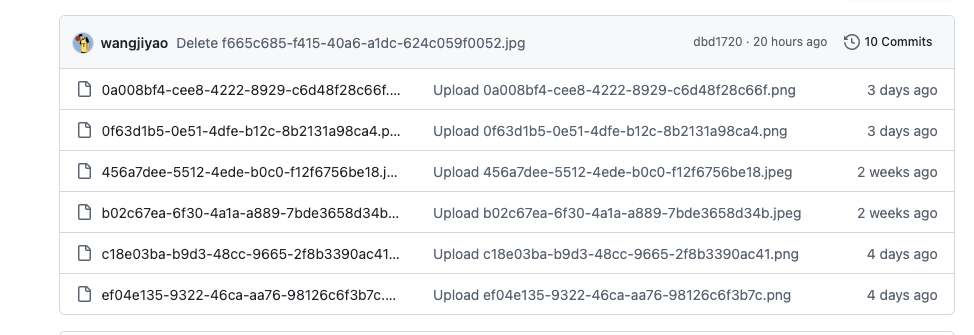 wangjiyao Delete f665c685-f415-40a6-a1dc-624c059f0052.jpg dbd1720 · 20 hours ago 10 Commits
0a008bf4-cee8-4222-8929-c6d48f28c66f.... Upload 0a008bf4-cee8-4222-8929-c6d48f28c66f.png 3 days ago
0f63d1b5-0e51-4dfe-b12c-8b2131a98ca4.p... Upload 0f63d1b5-0e51-4dfe-b12c-8b2131a98ca4.png 3 days ago
456a7dee-5512-4ede-b0c0-f12f6756be18.j... Upload 456a7dee-5512-4ede-b0c0-f12f6756be18.jpeg 2 weeks ago
b02c67ea-6f30-4a1a-a889-7bde3658d34b... Upload b02c67ea-6f30-4a1a-a889-7bde3658d34b.jpeg 2 weeks ago
c18e03ba-b9d3-48cc-9665-2f8b3390ac41... Upload c18e03ba-b9d3-48cc-9665-2f8b3390ac41.png 4 days ago
ef04e135-9322-46ca-aa76-98126c6f3b7c.... Upload ef04e135-9322-46ca-aa76-98126c6f3b7c.png 4 days ago